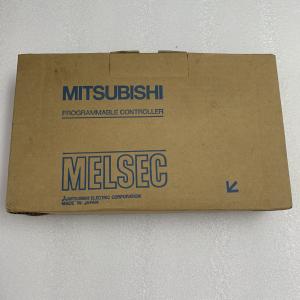 MITSUBISHI
PROGRAMMABLE CONTROLLER
MELSEC
MITSUBISHI ELECTRIC CORPORATION
MADE IN JAPAN